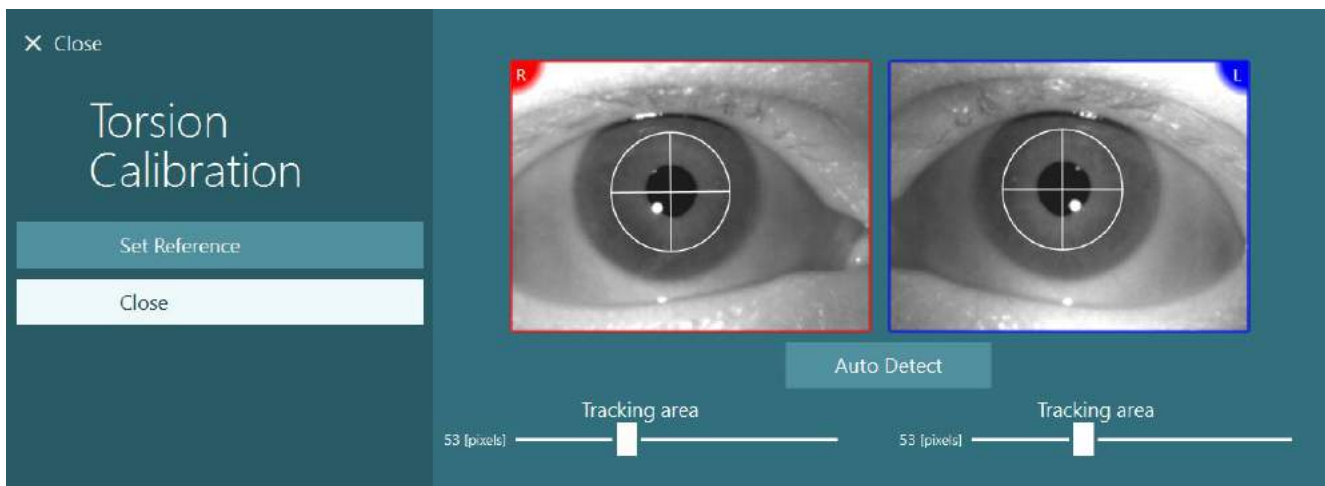 ✕ Close
Torsion
Calibration
Set Reference
Close
R
L
Auto Detect
Tracking area
53 [pixels]
Tracking area
53 [pixels]